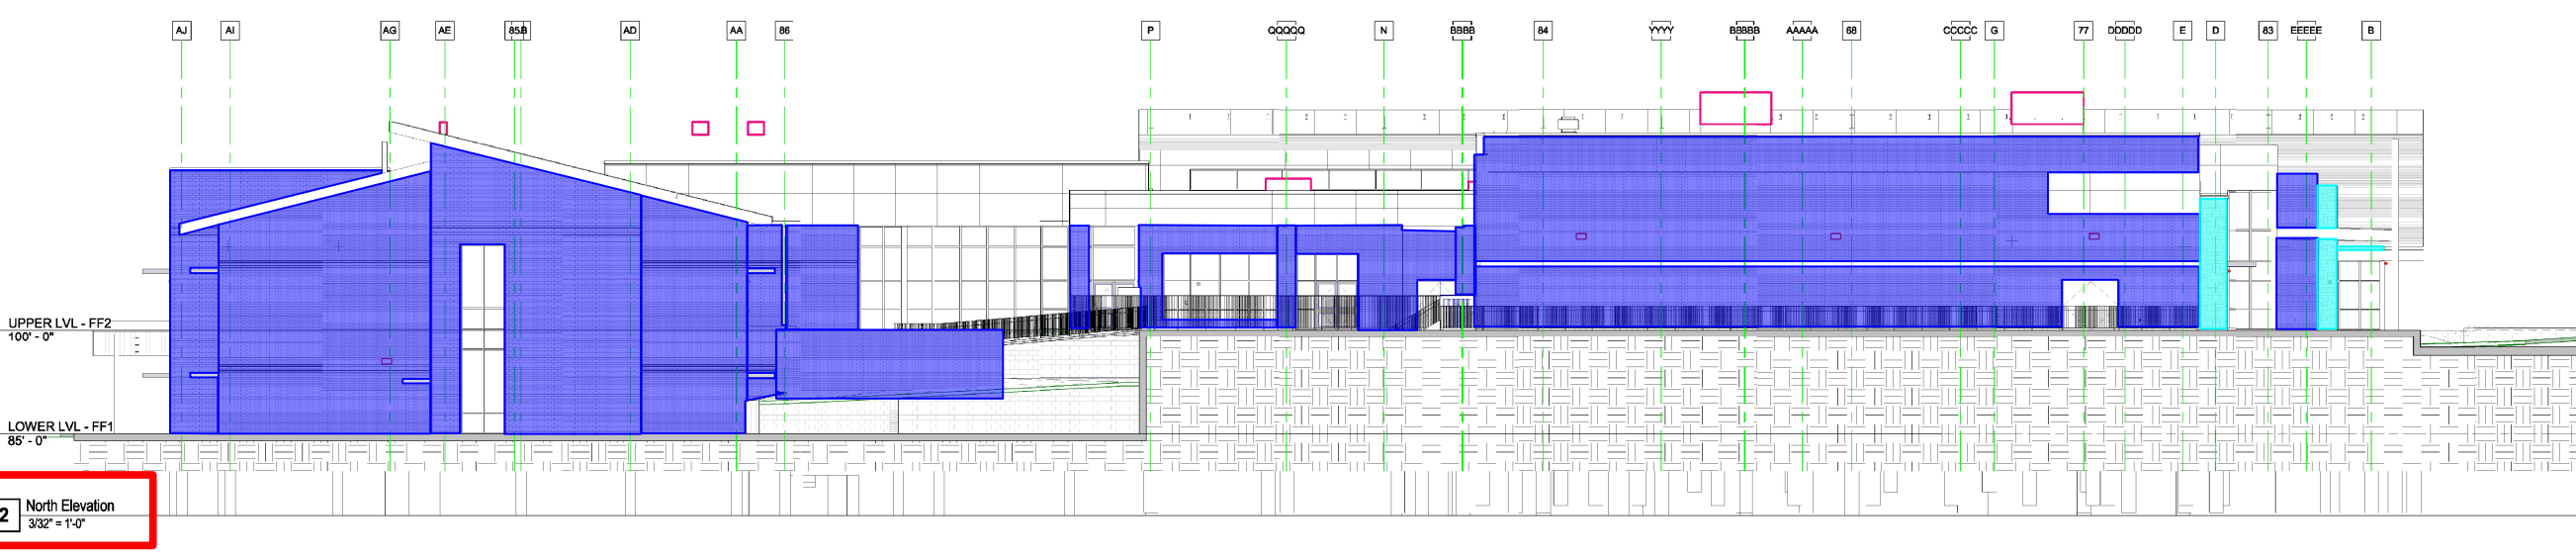 AJ AI AG AE 85.B AD AA 86 P QQQQQ N BBBB 84 YYYY BBBBB AAAAA 68 CCCCC G 77 DDDDD E D 83 EEEEE B
UPPER LVL - FF2
100' - 0"
LOWER LVL - FF1
85' - 0"
2 North Elevation
3/32" = 1'-0"